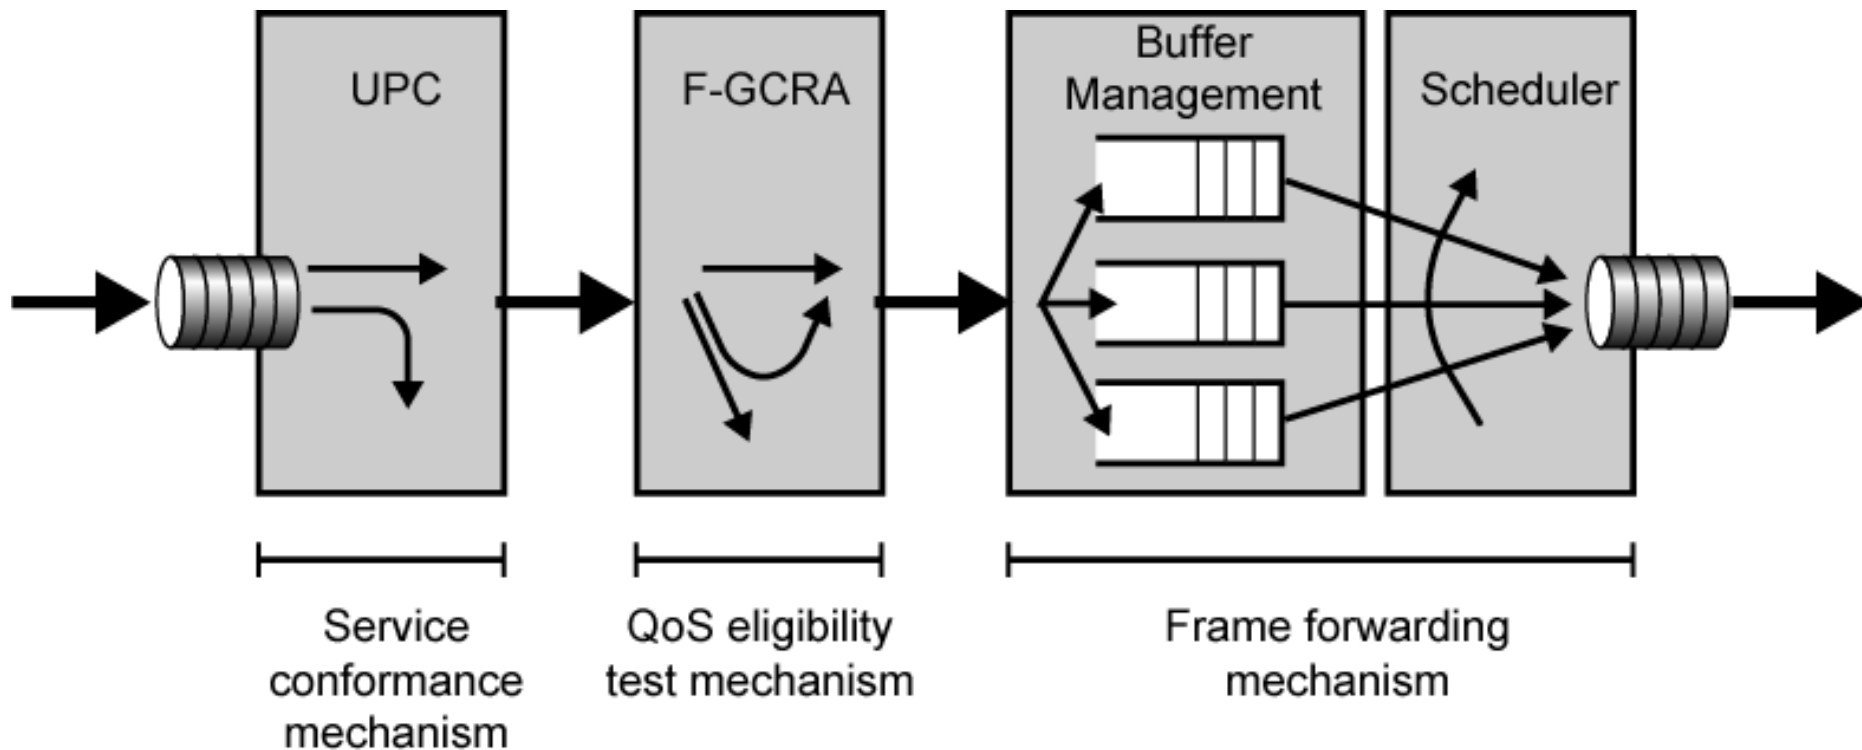 UPC
F-GCRA
Buffer
Management
Scheduler
Service
conformance
mechanism
QoS eligibility
test mechanism
Frame forwarding
mechanism